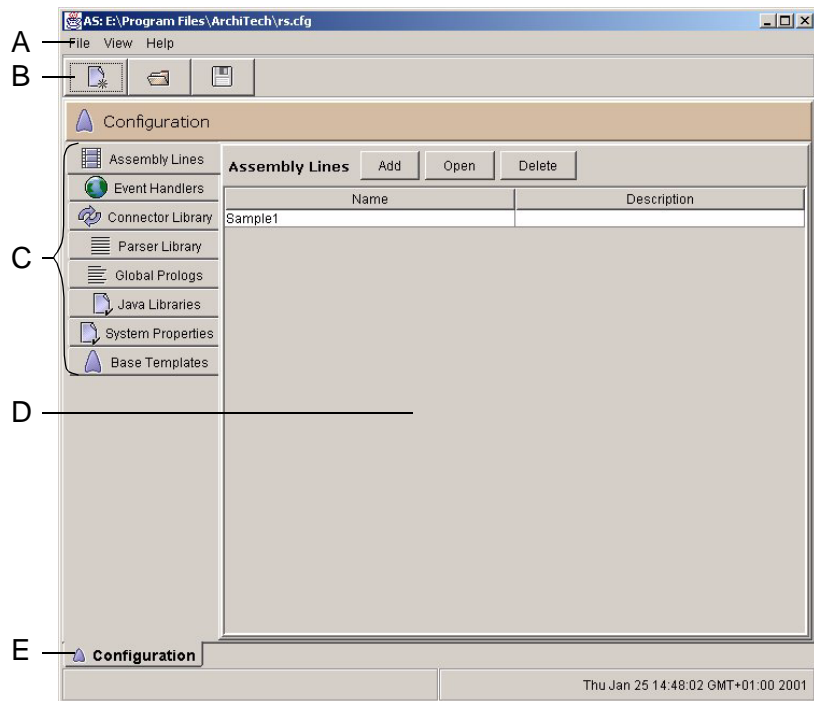 AS: E:\Program Files\ArchiTech\rs.cfg
A
File View Help
B
Configuration
Assembly Lines
Event Handlers
Connector Library
Parser Library
Global Prologs
Java Libraries
System Properties
Base Templates
C
Assembly Lines Add Open Delete
Name Description
Sample1
D
E
Configuration
Thu Jan 25 14:48:02 GMT+01:00 2001